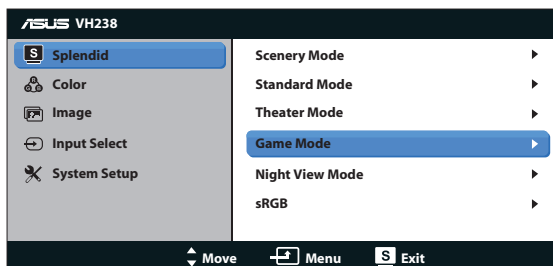 ASUS VH238
S Splendid
Color
Image
Input Select
System Setup
Scenery Mode
Standard Mode
Theater Mode
Game Mode
Night View Mode
sRGB
Move Menu S Exit